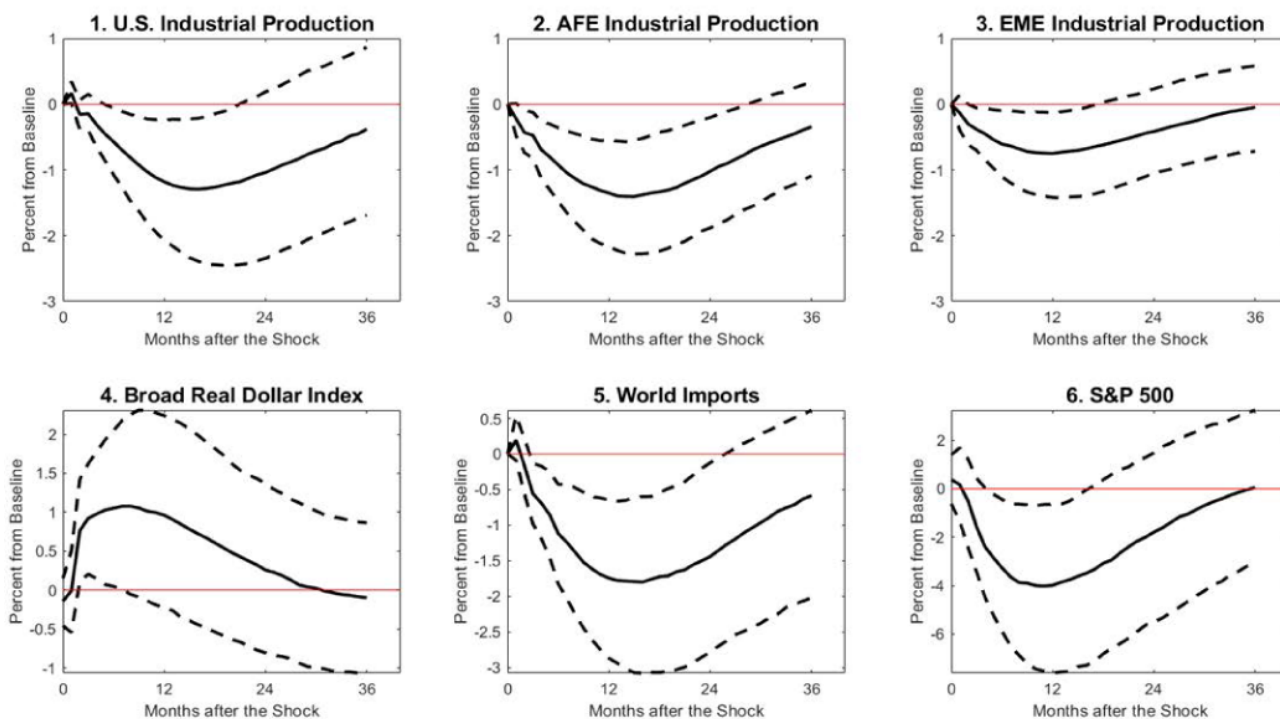 1. U.S. Industrial Production
2. AFE Industrial Production
3. EME Industrial Production
Percent from Baseline
1
0
-1
-2
-3
0 12 24 36
Months after the Shock
Percent from Baseline
1
0
-1
-2
-3
0 12 24 36
Months after the Shock
Percent from Baseline
1
0
-1
-2
-3
0 12 24 36
Months after the Shock
4. Broad Real Dollar Index
5. World Imports
6. S&P 500
Percent from Baseline
2
1.5
1
0.5
0
-0.5
-1
0 12 24 36
Months after the Shock
Percent from Baseline
0.5
0
-0.5
-1
-1.5
-2
-2.5
-3
0 12 24 36
Months after the Shock
Percent from Baseline
2
0
-2
-4
-6
0 12 24 36
Months after the Shock